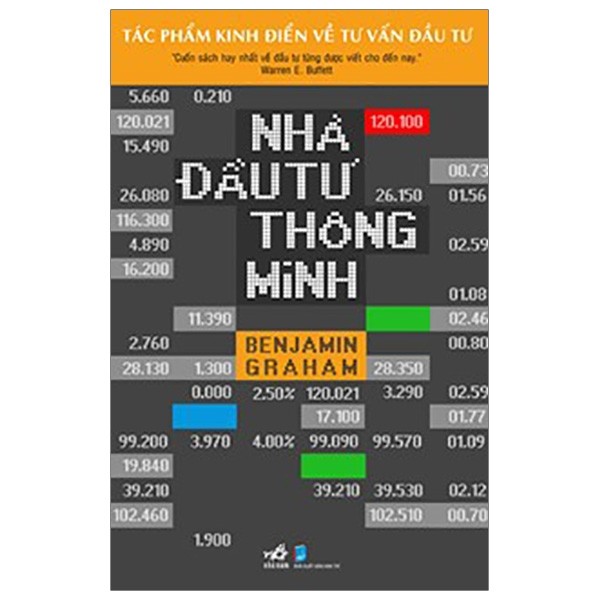 TÁC PHẨM KINH ĐIỂN VỀ TƯ VẤN ĐẦU TƯ
"Cuốn sách hay nhất về đầu tư từng được viết cho đến nay."
Warren E. Buffett
5.660 0.210
120.021 NHÀ 120.100
15.490
00.73
ĐẦU TƯ
26.080 26.150 01.56
116.300 THÔNG
4.890 02.59
16.200
MINH
01.08
11.390 02.46
2.760 BENJAMIN 00.80
28.130 1.300 GRAHAM 28.350
0.000 2.50% 120.021 3.290 02.59
17.100 01.77
99.200 3.970 4.00% 99.090 99.570 01.09
19.840
39.210 39.210 39.530 02.12
102.460 102.510 00.70
1.900